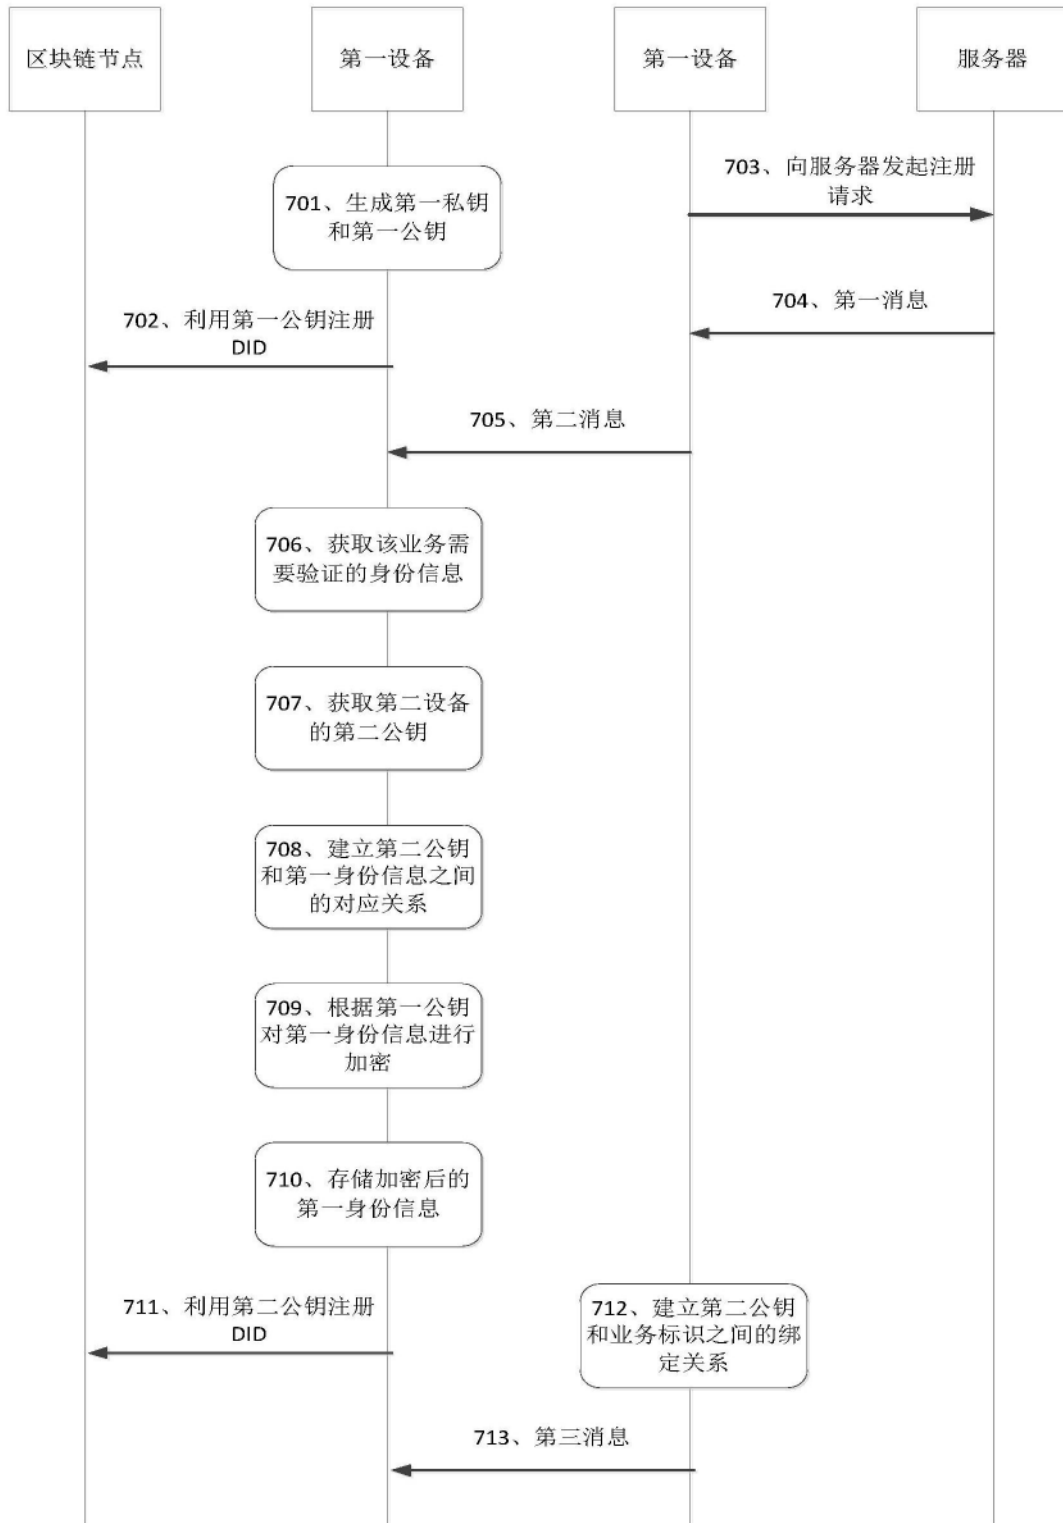 区块链节点
第一设备
第一设备
服务器
703、向服务器发起注册
请求
701、生成第一私钥
和第一公钥
704、第一消息
702、利用第一公钥注册
DID
705、第二消息
706、获取该业务需
要验证的身份信息
707、获取第二设备
的第二公钥
708、建立第二公钥
和第一身份信息之间
的对应关系
709、根据第一公钥
对第一身份信息进行
加密
710、存储加密后的
第一身份信息
711、利用第二公钥注册
DID
712、建立第二公钥
和业务标识之间的绑
定关系
713、第三消息